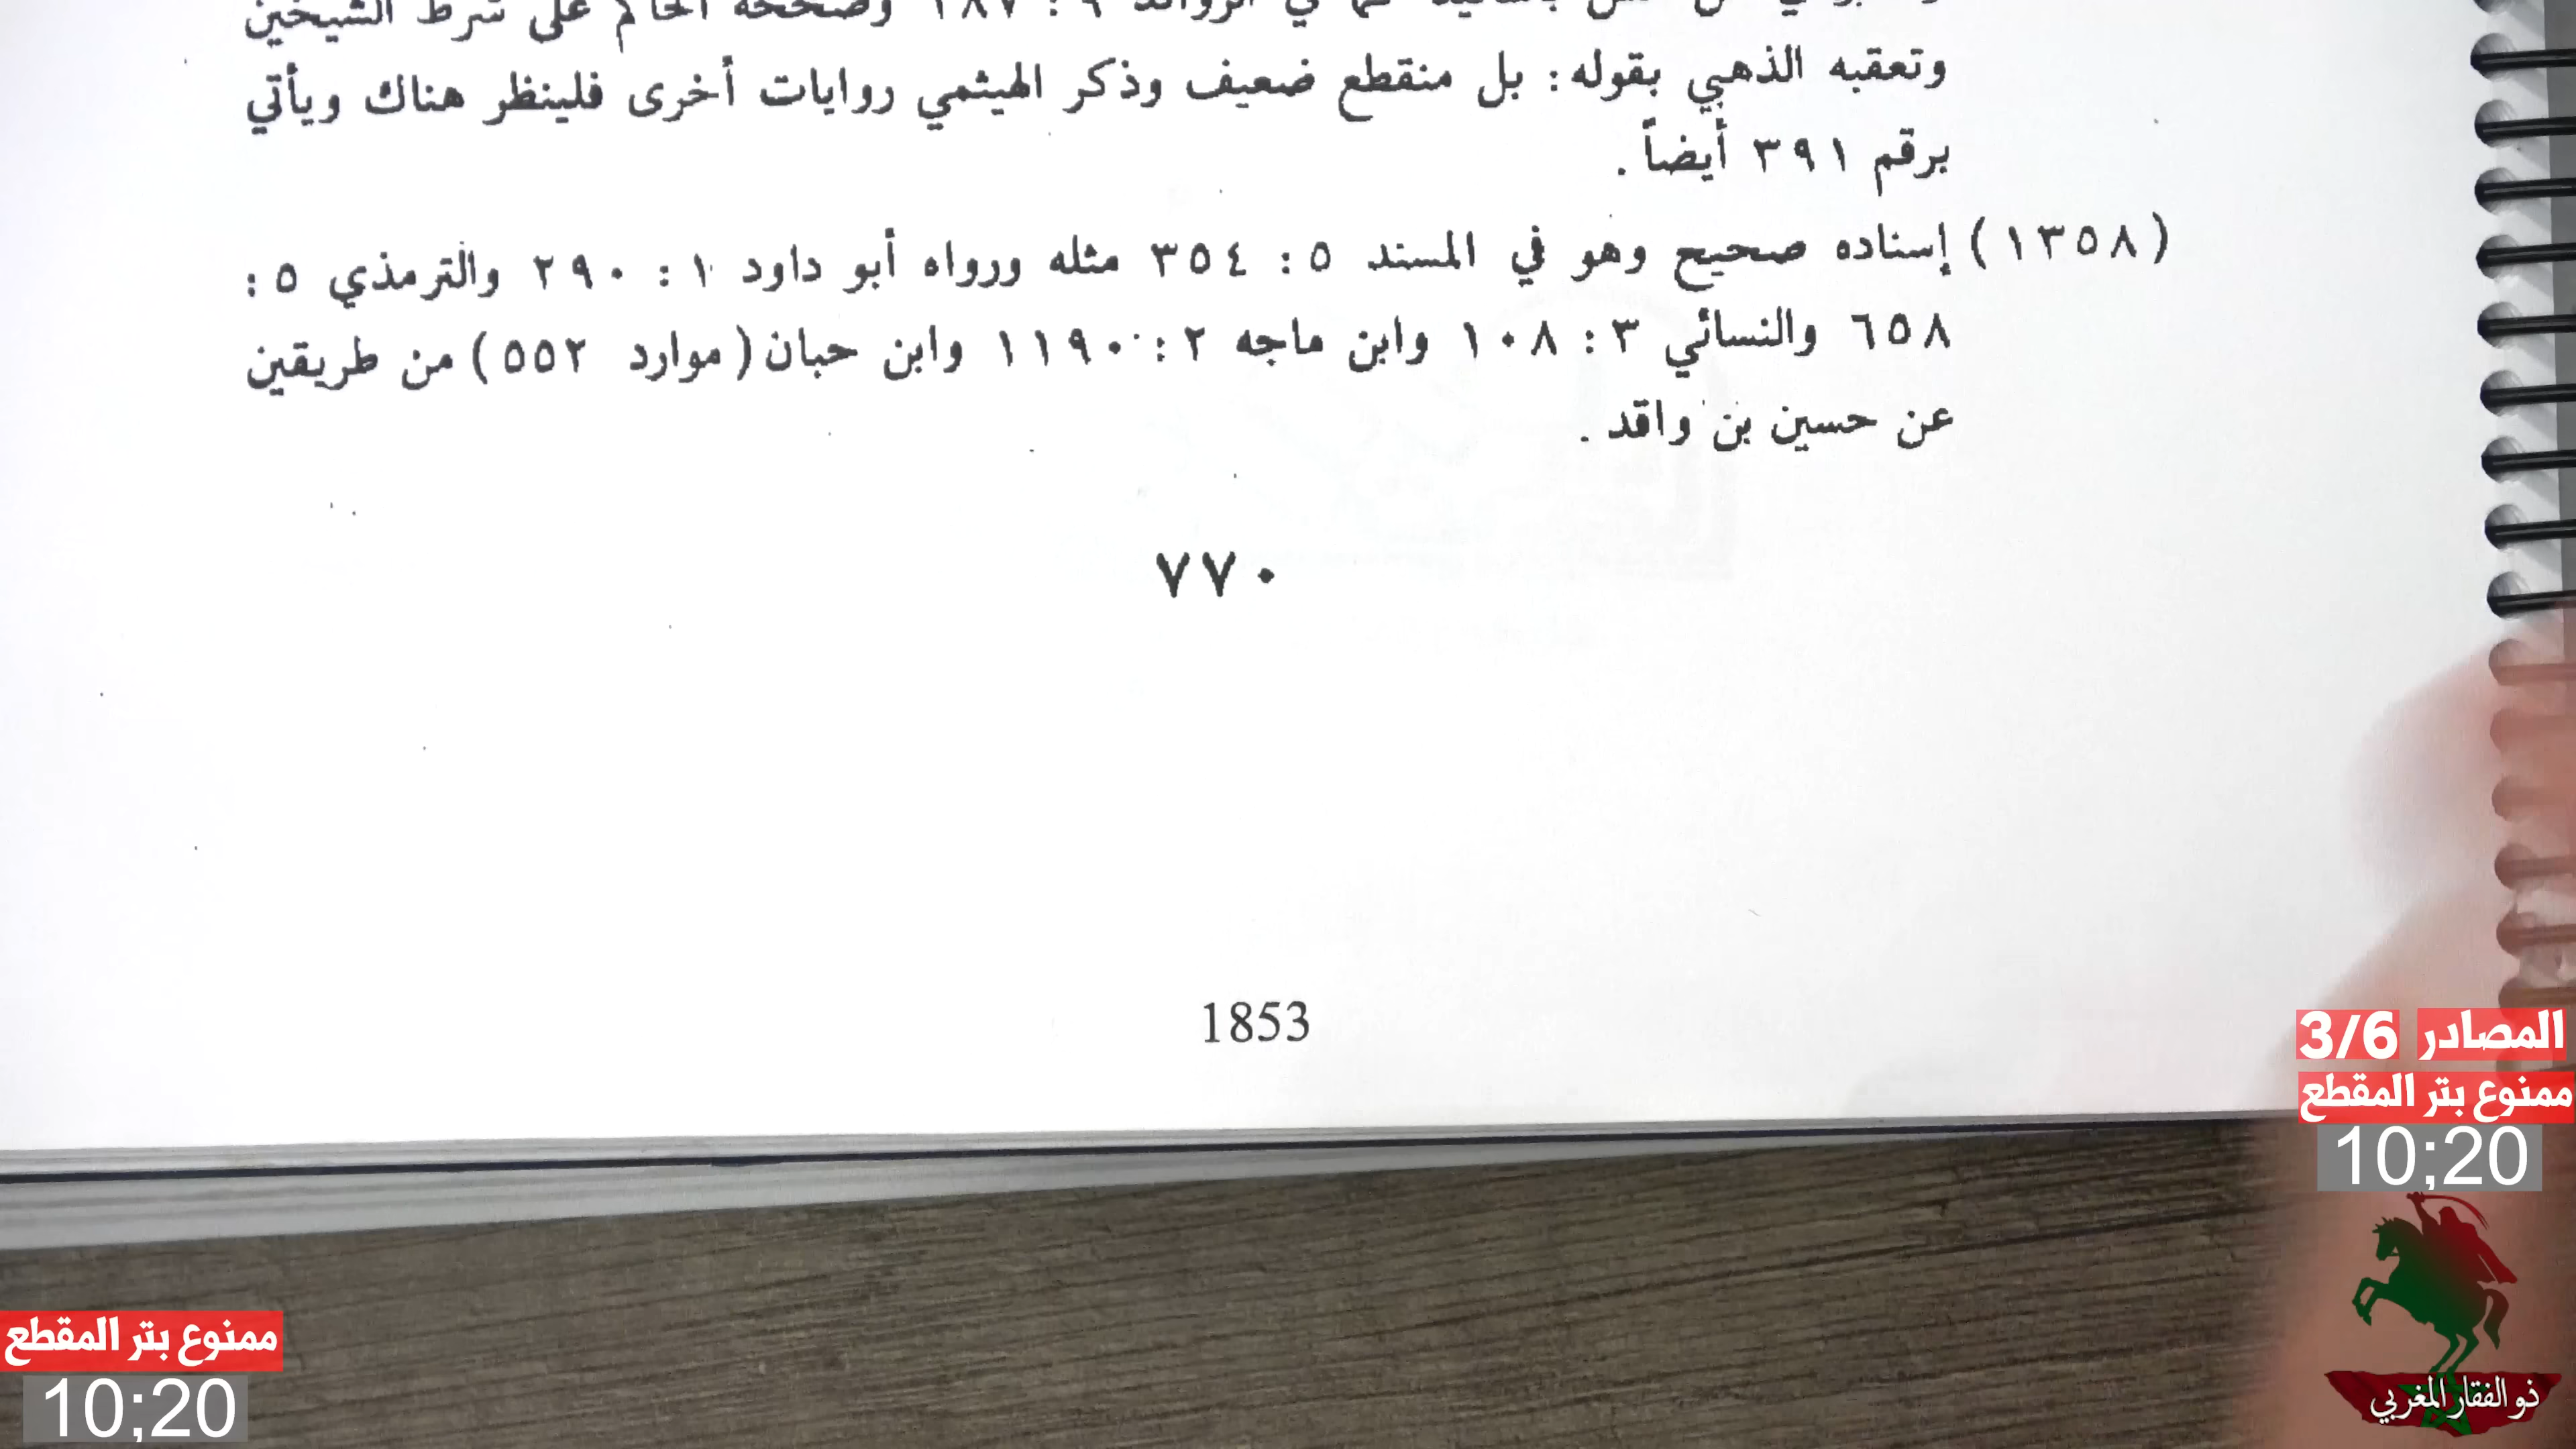 على شرط الشيخين
وتعقبه الذهبي بقوله: بل منقطع ضعيف وذكر الهيثمي روايات أخرى فلينظر هناك ويأتي
برقم ٣٩١ أيضاً.
(١٣٥٨) إسناده صحيح وهو في المسند ٥: ٣٥٤ مثله ورواه أبو داود ١: ٢٩٠ والترمذي ٥:
٦٥٨ والنسائي ٣: ١٠٨ وابن ماجه ٢: ١١٩٠ وابن حبان (موارد ٥٥٢) من طريقين
عن حسين بن واقد.
٧٧٠
1853
المصادر 3/6
ممنوع بتر المقطع
10;20
ذو الفقار المغربي
ممنوع بتر المقطع
10;20